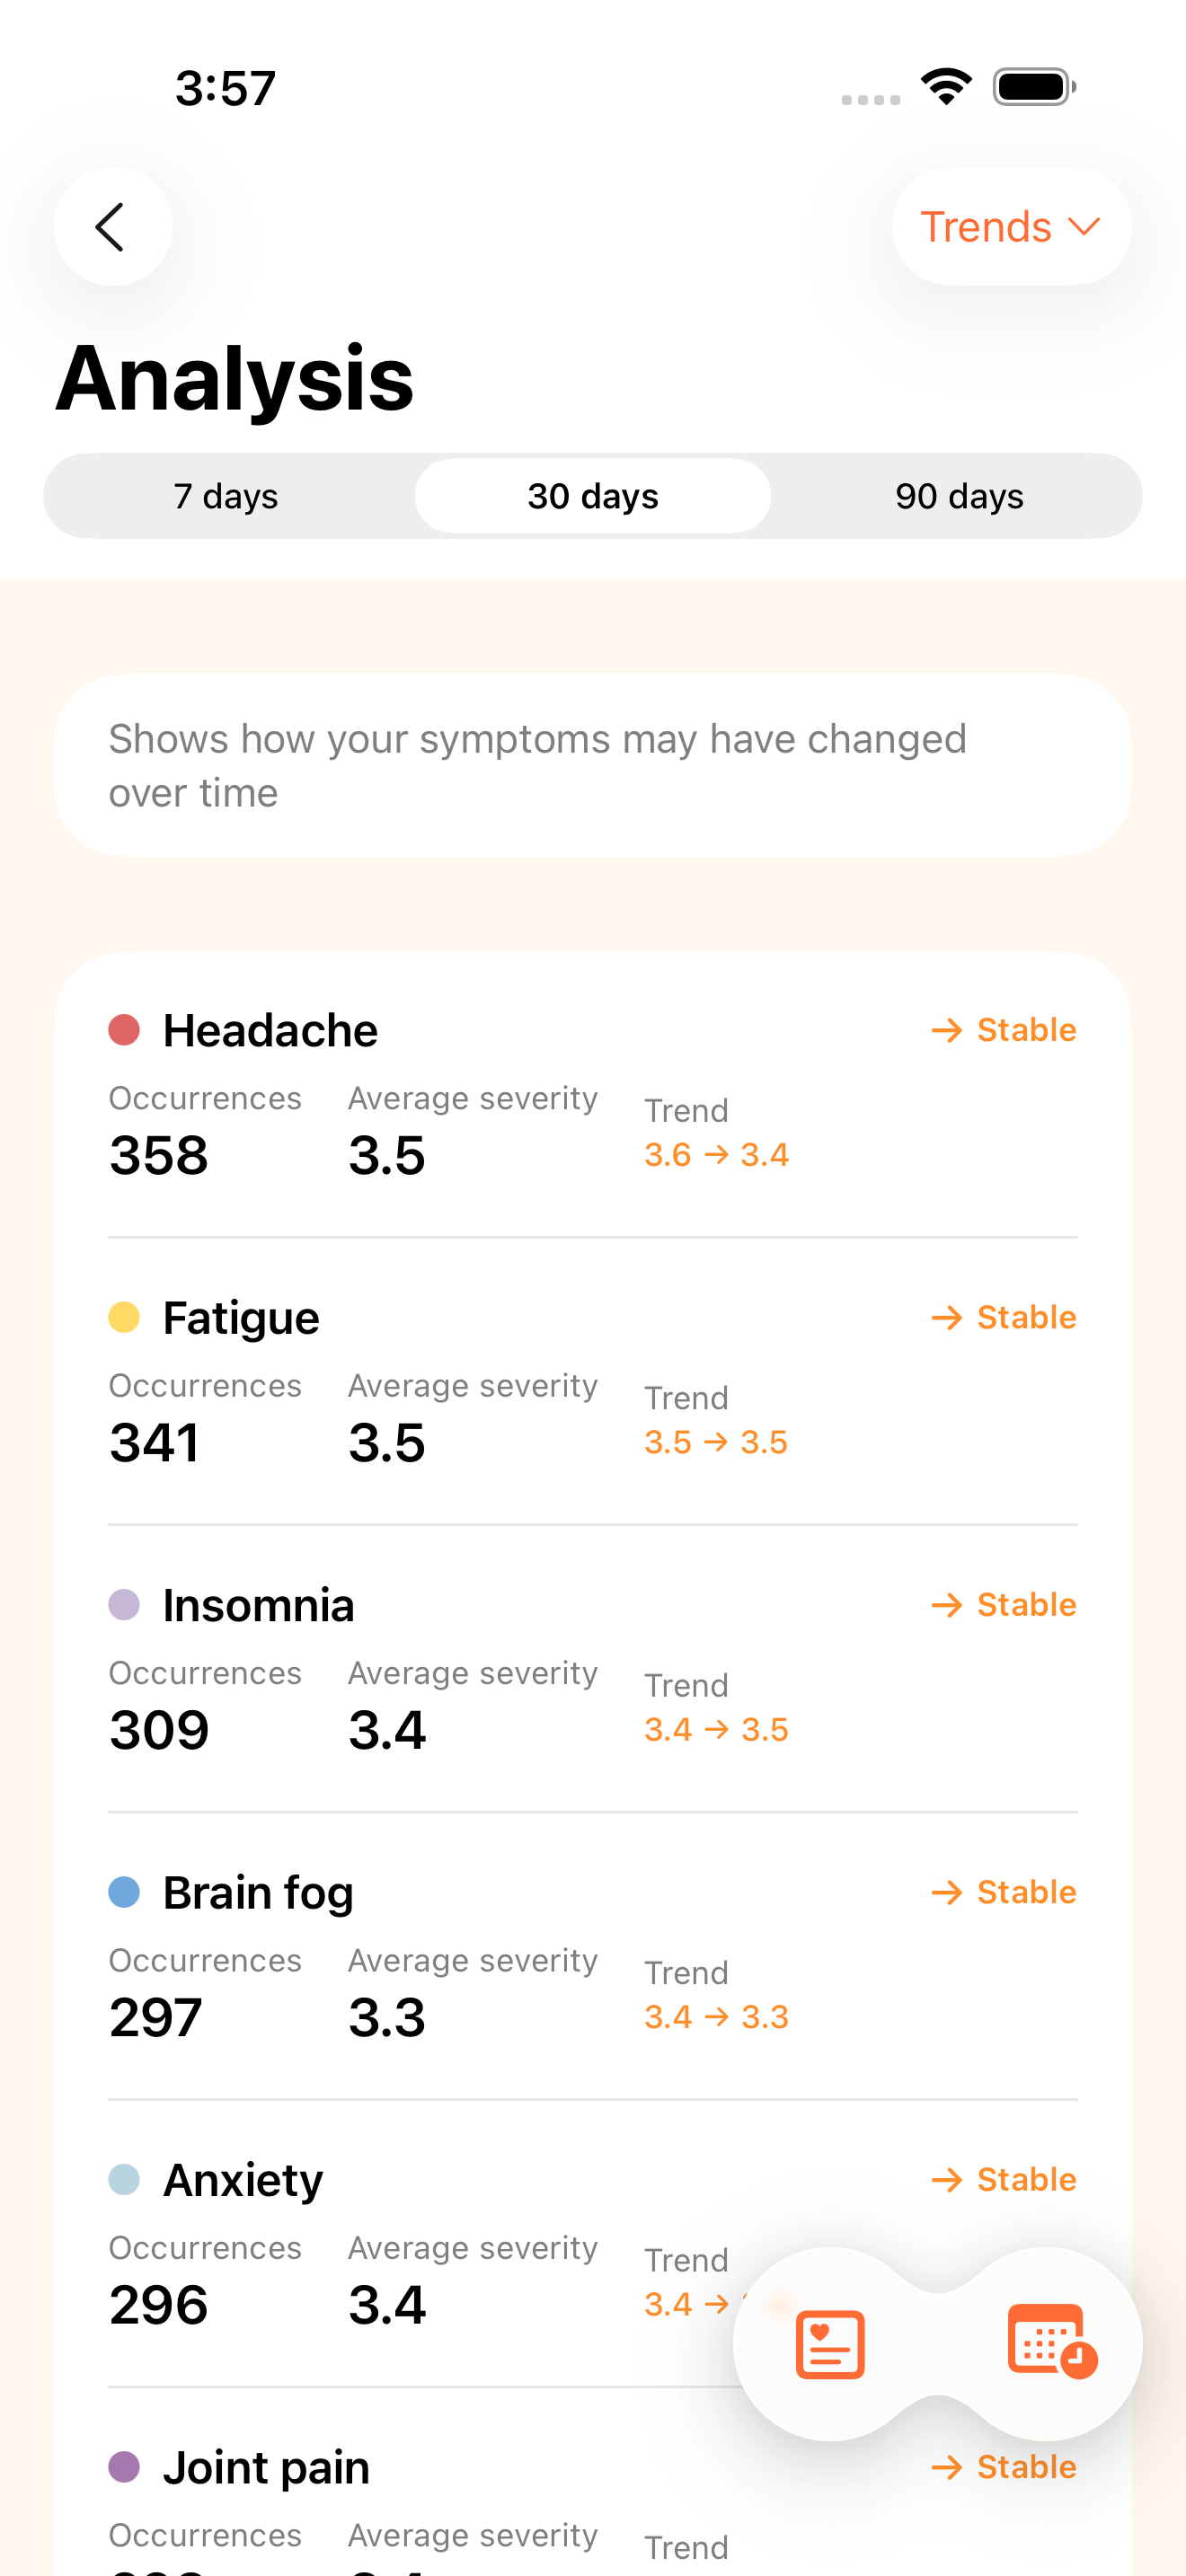 3:57
Trends
Analysis
7 days 30 days 90 days
Shows how your symptoms may have changed
over time
Headache → Stable
Occurrences Average severity Trend
358 3.5 3.6 → 3.4
Fatigue → Stable
Occurrences Average severity Trend
341 3.5 3.5 → 3.5
Insomnia → Stable
Occurrences Average severity Trend
309 3.4 3.4 → 3.5
Brain fog → Stable
Occurrences Average severity Trend
297 3.3 3.4 → 3.3
Anxiety → Stable
Occurrences Average severity Trend
296 3.4 3.4 →
Joint pain → Stable
Occurrences Average severity Trend